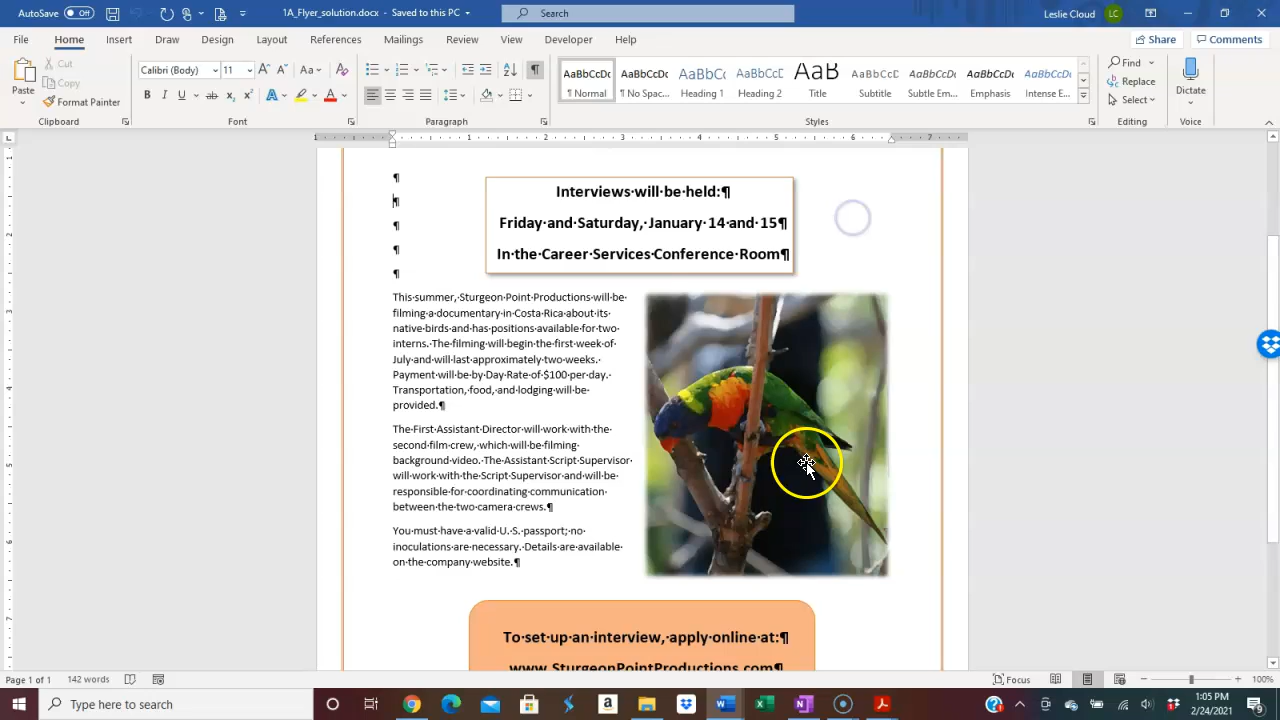 AutoSave Off 1A_Flyer_solution.docx - Saved to this PC Search Leslie Cloud LC
File Home Insert Draw Design Layout References Mailings Review View Developer Help Share Comments
Paste Cut Copy Format Painter
Calibri (Body) 11
AaBbCcDc AaBbCcDc AaBbCc AaBbCcD AaB AaBbCcD AaBbCcDc AaBbCcDc AaBbCcDc
¶ Normal ¶ No Spac... Heading 1 Heading 2 Title Subtitle Subtle Em... Emphasis Intense E...
Find Replace Select Dictate
Clipboard Font Paragraph Styles Editing Voice
1 1 2 3 4 5 6 7
Interviews·will·be·held:¶
Friday·and·Saturday,·January·14·and·15¶
In·the·Career·Services·Conference·Room¶
This·summer,·Sturgeon·Point·Productions·will·be·
filming·a·documentary·in·Costa·Rica·about·its·
native·birds·and·has·positions·available·for·two·
interns.·The·filming·will·begin·the·first·week·of·
July·and·will·last·approximately·two·weeks.·
Payment·will·be·by·Day·Rate·of·$100·per·day.·
Transportation,·food,·and·lodging·will·be·
provided.¶
The·First·Assistant·Director·will·work·with·the·
second·film·crew,·which·will·be·filming·
background·video.·The·Assistant·Script·Supervisor·
will·work·with·the·Script·Supervisor·and·will·be·
responsible·for·coordinating·communication·
between·the·two·camera·crews.¶
You·must·have·a·valid·U.·S.·passport;·no·
inoculations·are·necessary.·Details·are·available·
on·the·company·website.¶
To·set·up·an·interview,·apply·online·at:¶
www.SturgeonPointProductions.com¶
Page 1 of 1 142 words Focus 100%
Type here to search 1:05 PM
2/24/2021